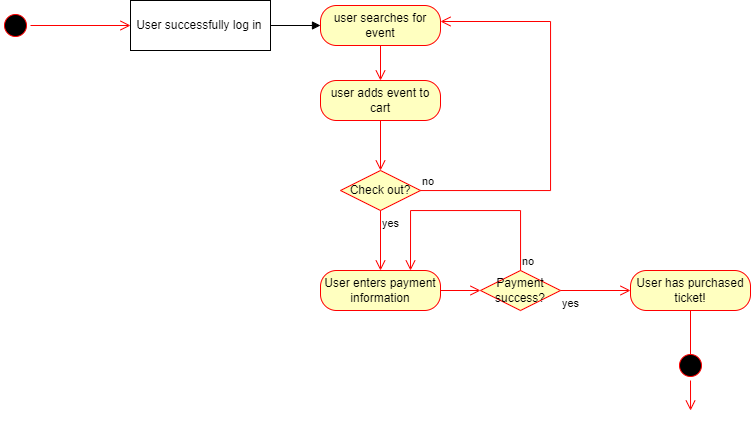 User successfully log in
user searches for
event
user adds event to
cart
Check out?
no
yes
User enters payment
information
Payment
success?
no
yes
User has purchased
ticket!